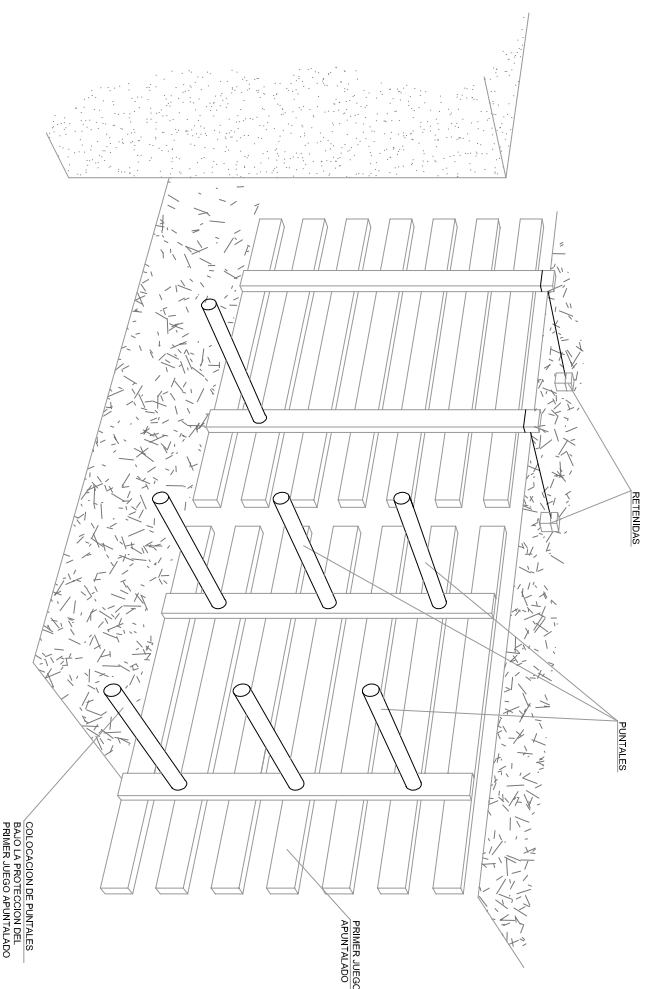 RETENIDAS
PUNTALES
PRIMER JUEGO
APUNTALADO
COLOCACION DE PUNTALES
BAJO LA PROTECCION DEL
PRIMER JUEGO APUNTALADO